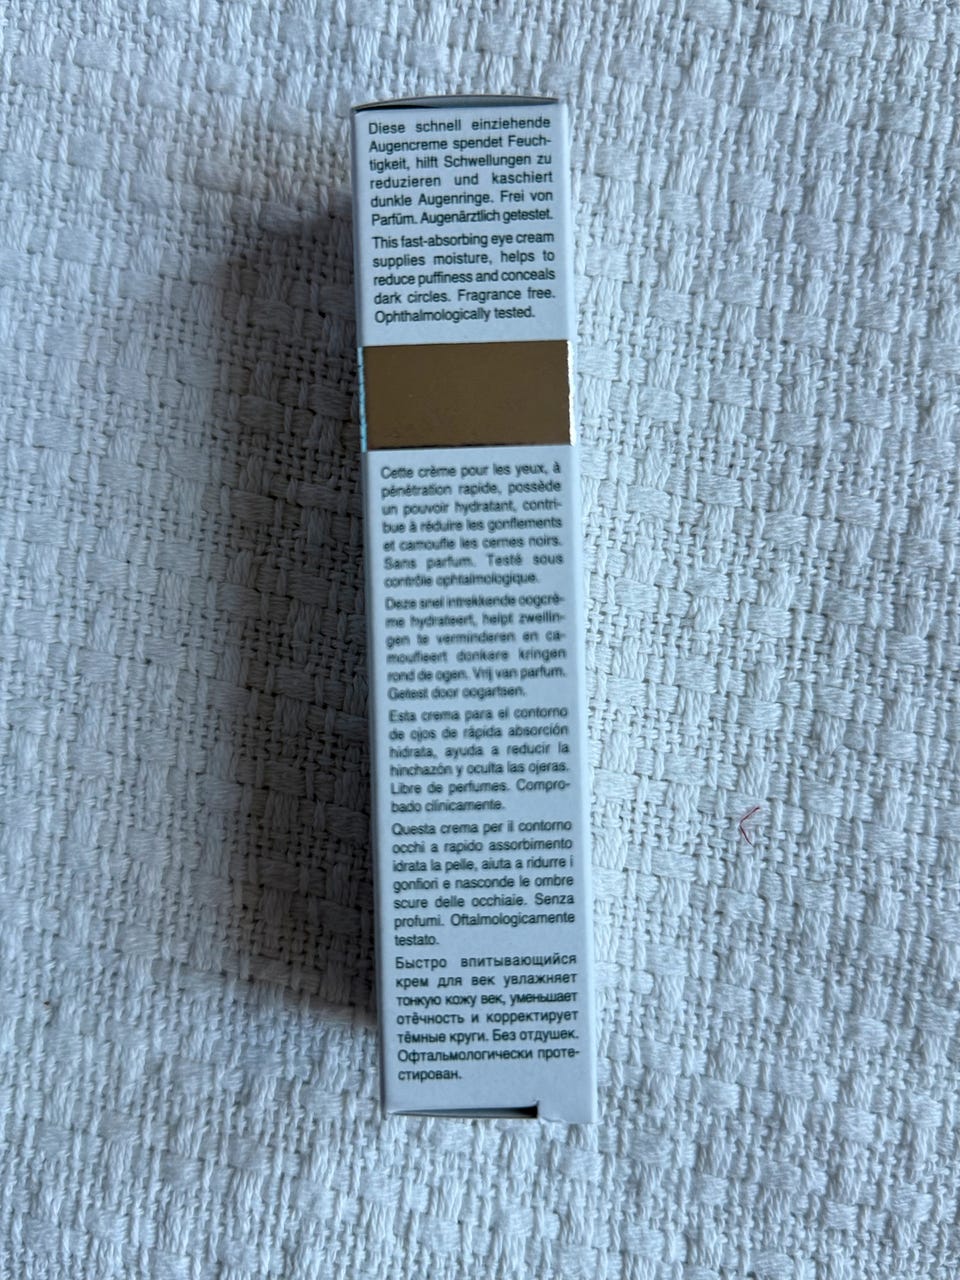 Diese schnell einziehende
Augencreme spendet Feuch-
tigkeit, hilft Schwellungen zu
reduzieren und kaschiert
dunkle Augenringe. Frei von
Parfüm. Augenärztlich getestet.
This fast-absorbing eye cream
supplies moisture, helps to
reduce puffiness and conceals
dark circles. Fragrance free.
Ophthalmologically tested.
Cette crème pour les yeux, à
pénétration rapide, possède
un pouvoir hydratant, contri-
bue à réduire les gonflements
et camoufle les cernes noirs.
Sans parfum. Testé sous
contrôle ophtalmologique.
Deze snel intrekkende oogcrè-
me hydrateert, helpt zwellin-
gen te verminderen en ca-
moufleert donkere kringen
rond de ogen. Vrij van parfum.
Getest door oogartsen.
Esta crema para el contorno
de ojos de rápida absorción
hidrata, ayuda a reducir la
hinchazón y oculta las ojeras.
Libre de perfumes. Compro-
bado clínicamente.
Questa crema per il contorno
occhi a rapido assorbimento
idrata la pelle, aiuta a ridurre i
gonfiori e nasconde le ombre
scure delle occhiaie. Senza
profumi. Oftalmologicamente
testato.
Быстро впитывающийся
крем для век увлажняет
тонкую кожу век, уменьшает
отёчность и корректирует
тёмные круги. Без отдушек.
Офтальмологически проте-
стирован.